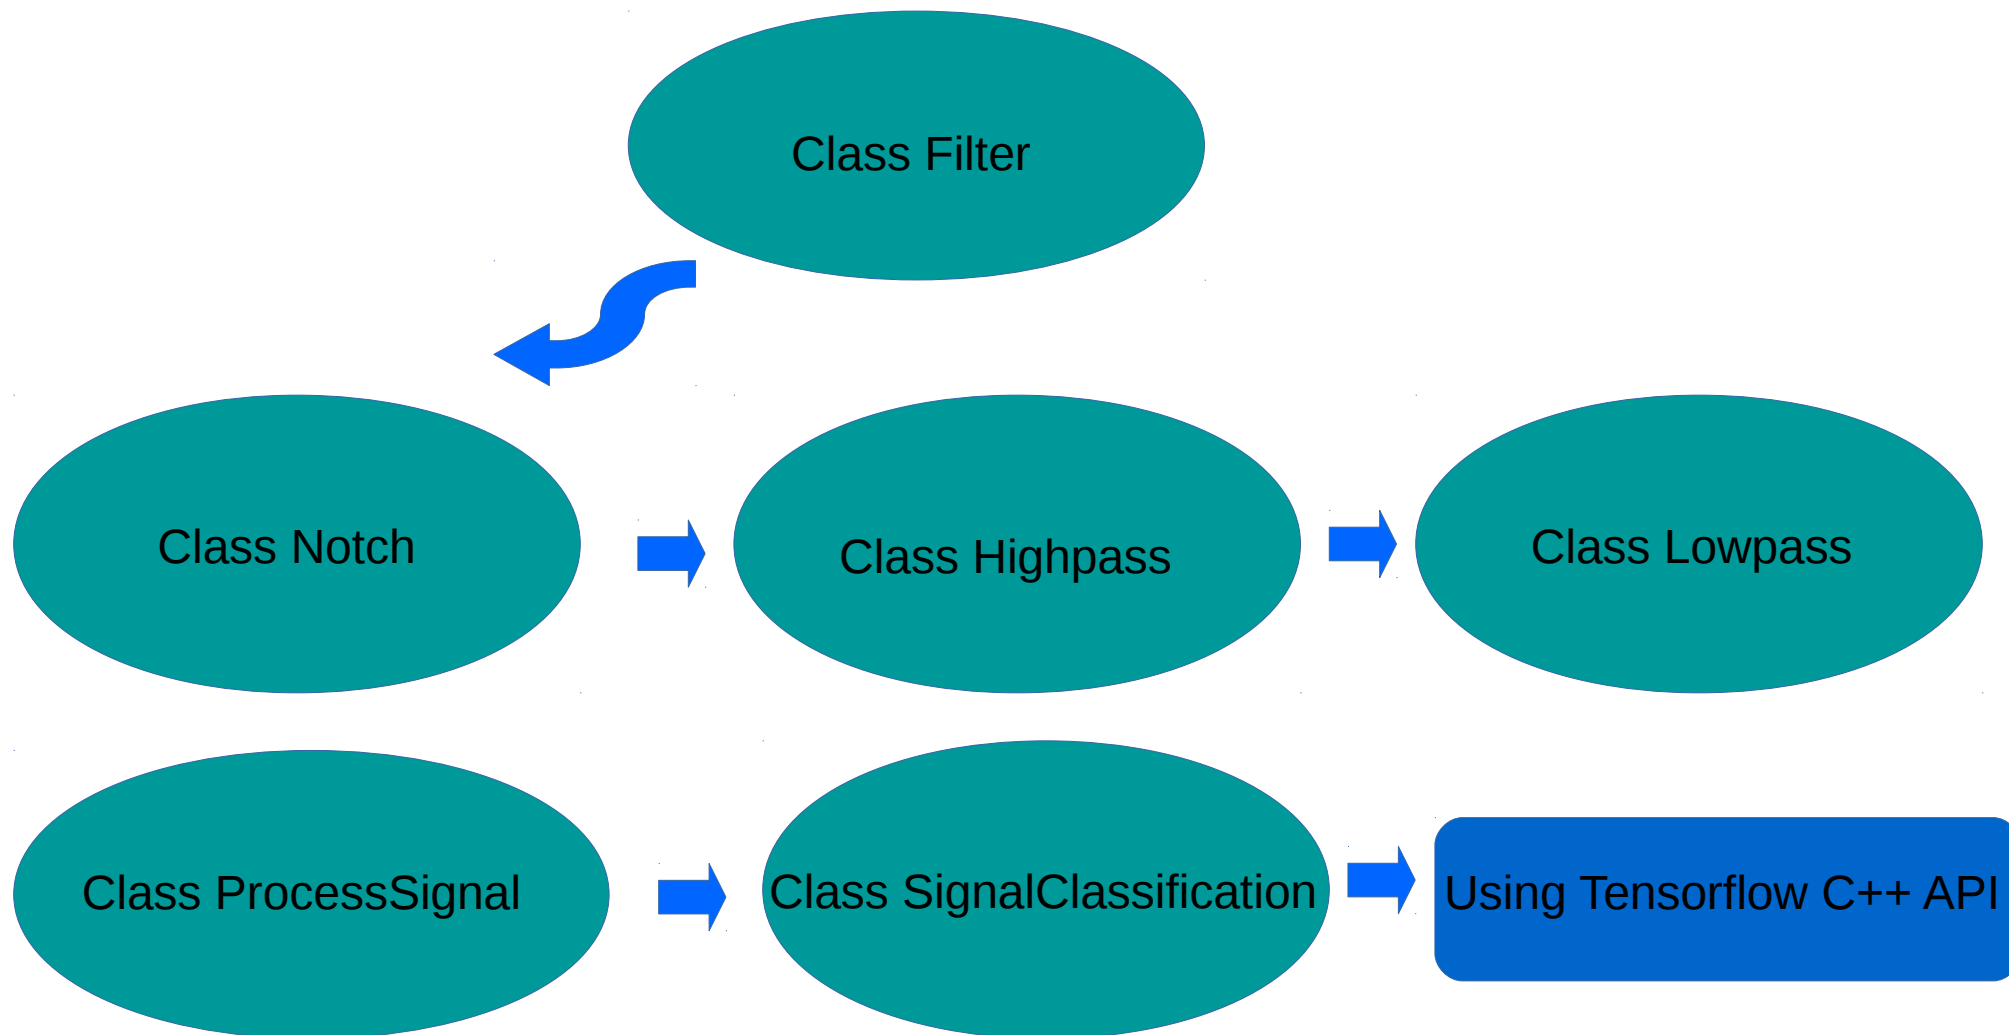 Class Filter
Class Notch
Class Highpass
Class Lowpass
Class ProcessSignal
Class SignalClassification
Using Tensorflow C++ API